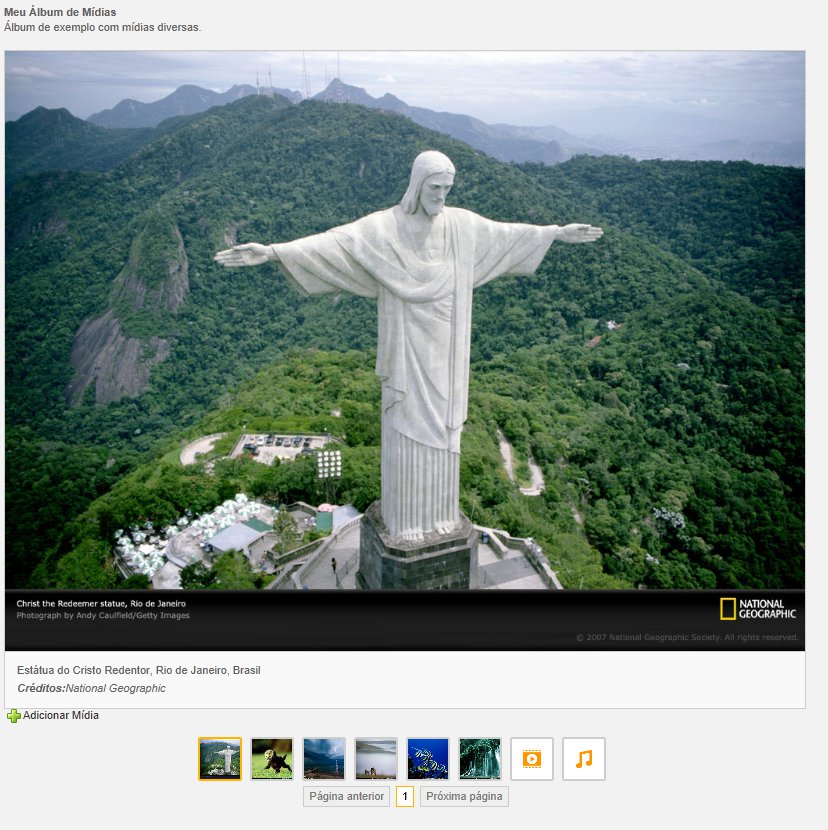 Meu Álbum de Mídias
Álbum de exemplo com mídias diversas.
Christ the Redeemer statue, Rio de Janeiro
Photograph by Andy Caulfield/Getty Images
NATIONAL
GEOGRAPHIC
© 2007 National Geographic Society. All rights reserved.
Estátua do Cristo Redentor, Rio de Janeiro, Brasil
Créditos:National Geographic
Adicionar Mídia
Página anterior 1 Próxima página